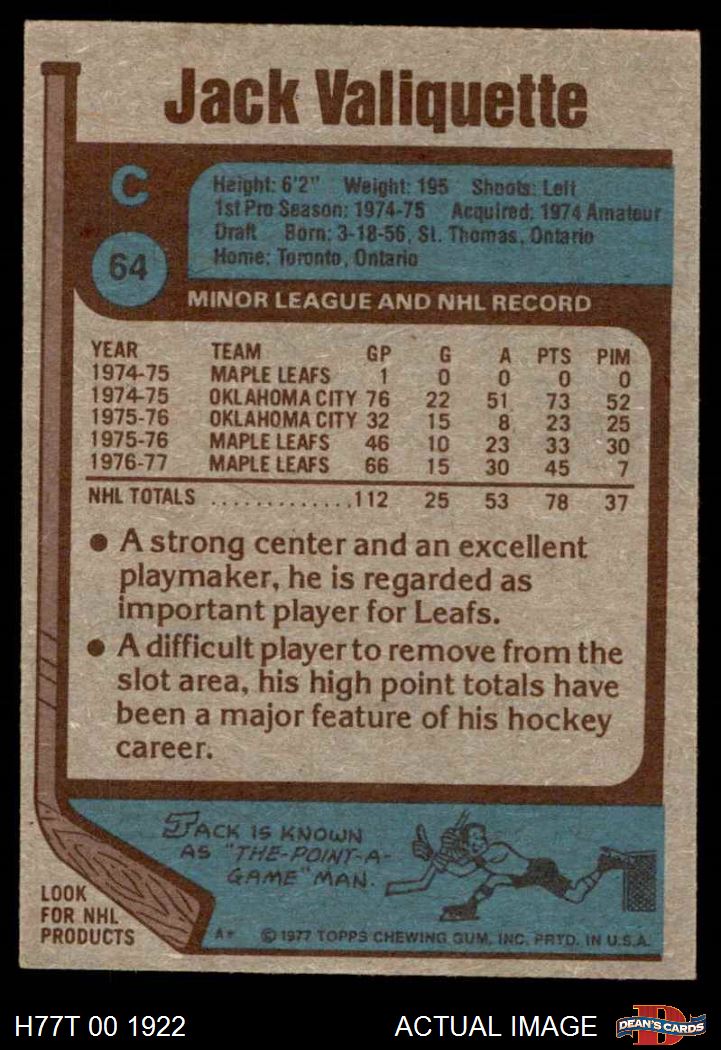 Jack Valiquette
C
64
Height: 6'2" Weight: 195 Shoots: Left
1st Pro Season: 1974-75 Acquired: 1974 Amateur
Draft Born: 3-18-56, St. Thomas, Ontario
Home: Toronto, Ontario
MINOR LEAGUE AND NHL RECORD
YEAR TEAM GP G A PTS PIM
1974-75 MAPLE LEAFS 1 0 0 0 0
1974-75 OKLAHOMA CITY 76 22 51 73 52
1975-76 OKLAHOMA CITY 32 15 8 23 25
1975-76 MAPLE LEAFS 46 10 23 33 30
1976-77 MAPLE LEAFS 66 15 30 45 7
NHL TOTALS .............112 25 53 78 37
● A strong center and an excellent
playmaker, he is regarded as
important player for Leafs.
● A difficult player to remove from the
slot area, his high point totals have
been a major feature of his hockey
career.
JACK IS KNOWN
AS "THE-POINT-A-
GAME" MAN.
LOOK
FOR NHL
PRODUCTS
A* © 1977 TOPPS CHEWING GUM, INC. PRTD. IN U.S.A.
H77T 00 1922 ACTUAL IMAGE
D
DEAN'S CARDS